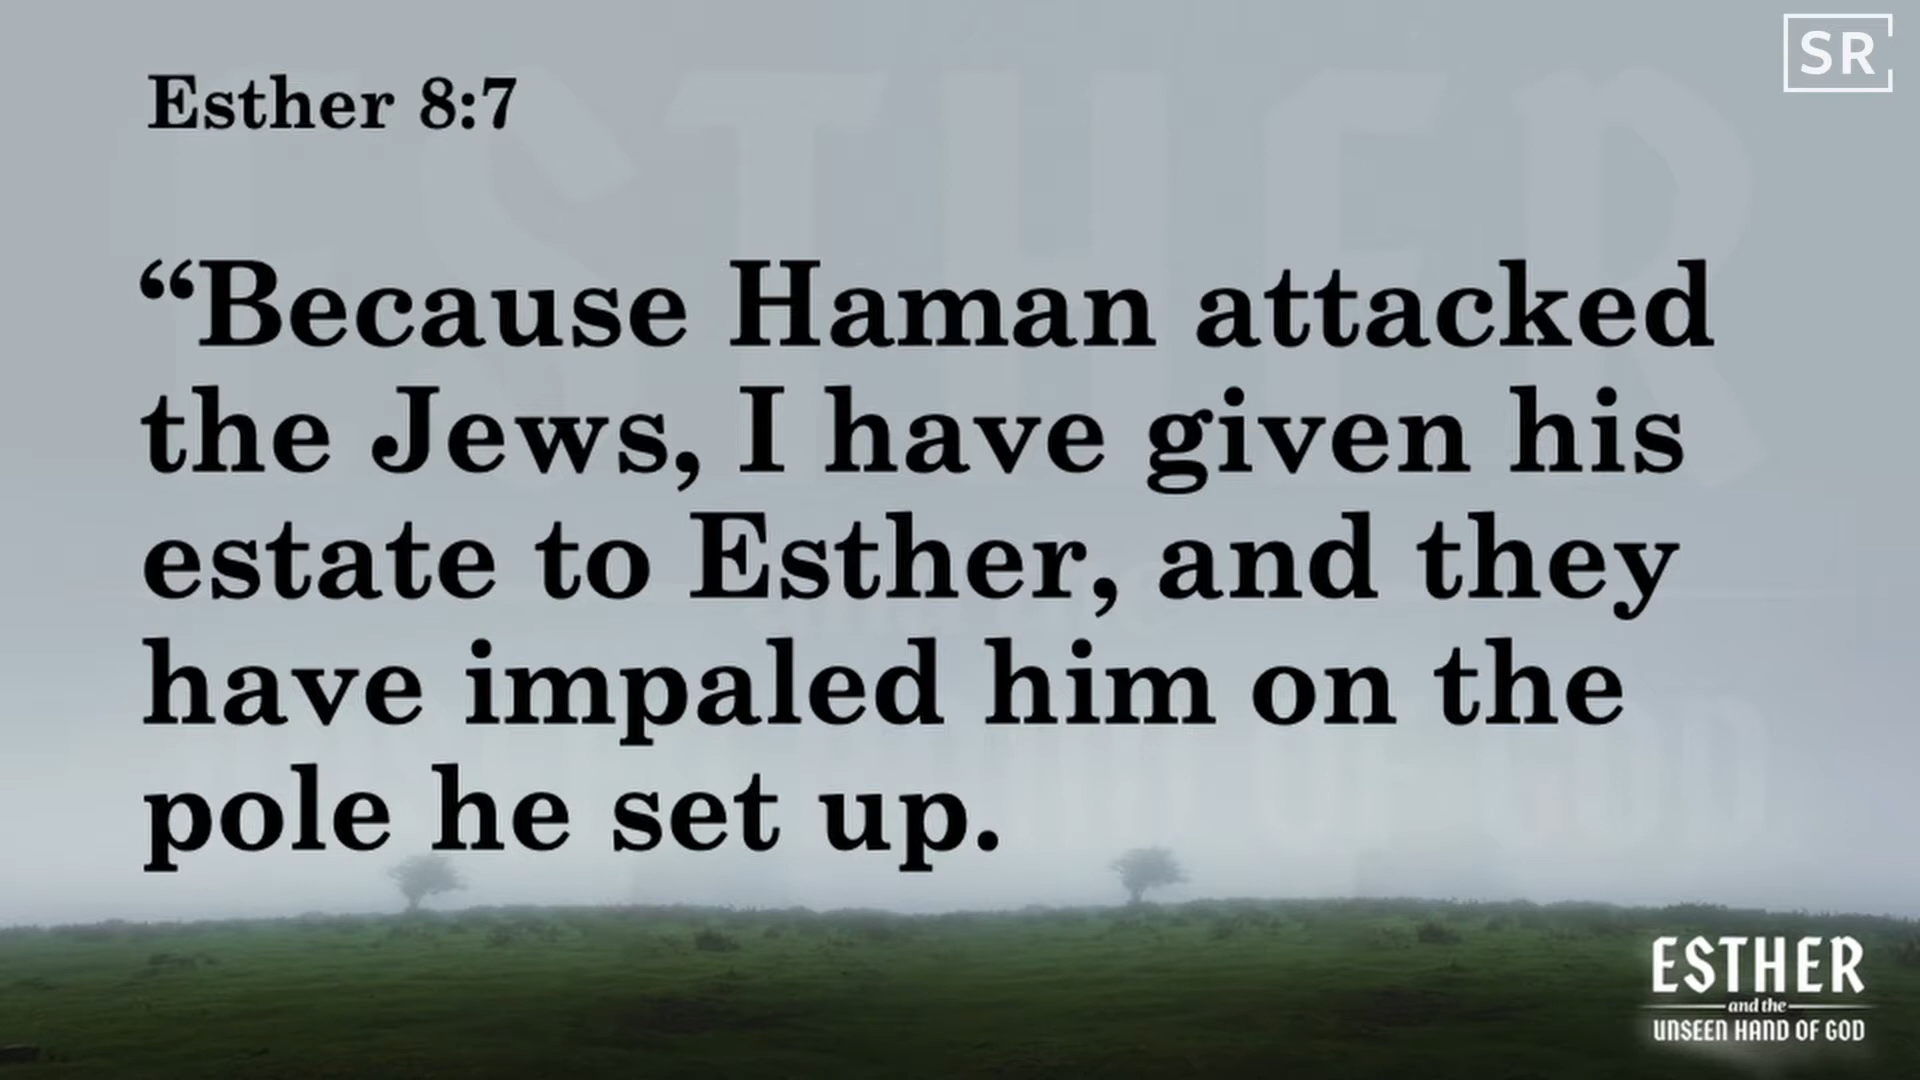 SR
Esther 8:7
“Because Haman attacked
the Jews, I have given his
estate to Esther, and they
have impaled him on the
pole he set up.
ESTHER
and the
UNSEEN HAND OF GOD